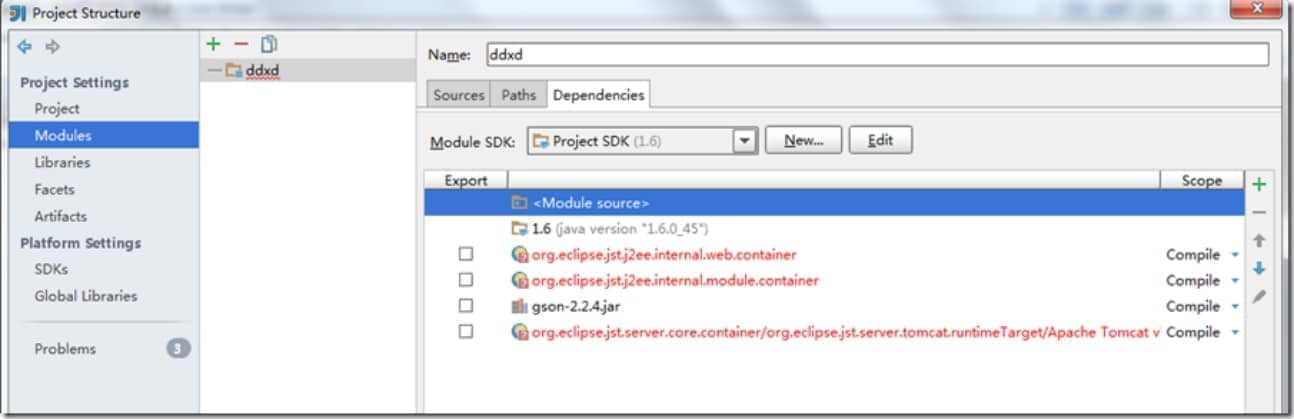 Project Structure
Project Settings
Project
Modules
Libraries
Facets
Artifacts
Platform Settings
SDKs
Global Libraries
Problems 3
ddxd
Name: ddxd
Sources Paths Dependencies
Module SDK: Project SDK (1.6) New... Edit
Export Scope
<Module source>
1.6 (java version "1.6.0_45")
org.eclipse.jst.j2ee.internal.web.container Compile
org.eclipse.jst.j2ee.internal.module.container Compile
gson-2.2.4.jar Compile
org.eclipse.jst.server.core.container/org.eclipse.jst.server.tomcat.runtimeTarget/Apache Tomcat v Compile